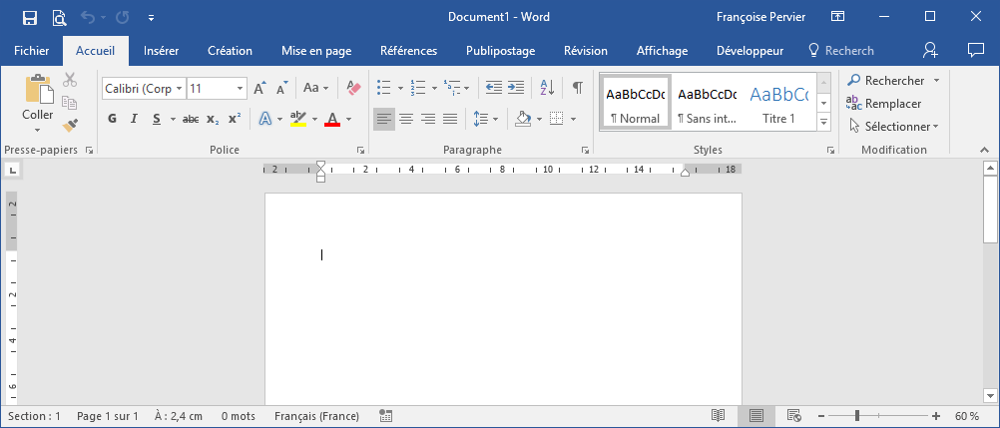 Document1 - Word
Françoise Pervier
Fichier Accueil Insérer Création Mise en page Références Publipostage Révision Affichage Développeur Recherch
Coller
Calibri (Corp 11 Aa
G I S abc x₂ x² A ab A
AaBbCcDc AaBbCcDc AaBbCc
¶ Normal ¶ Sans int... Titre 1
Rechercher
Remplacer
Sélectionner
Presse-papiers Police Paragraphe Styles Modification
L 2 2 4 6 8 10 12 14 18
2
2
4
6
Section : 1 Page 1 sur 1 À : 2,4 cm 0 mots Français (France) 60 %